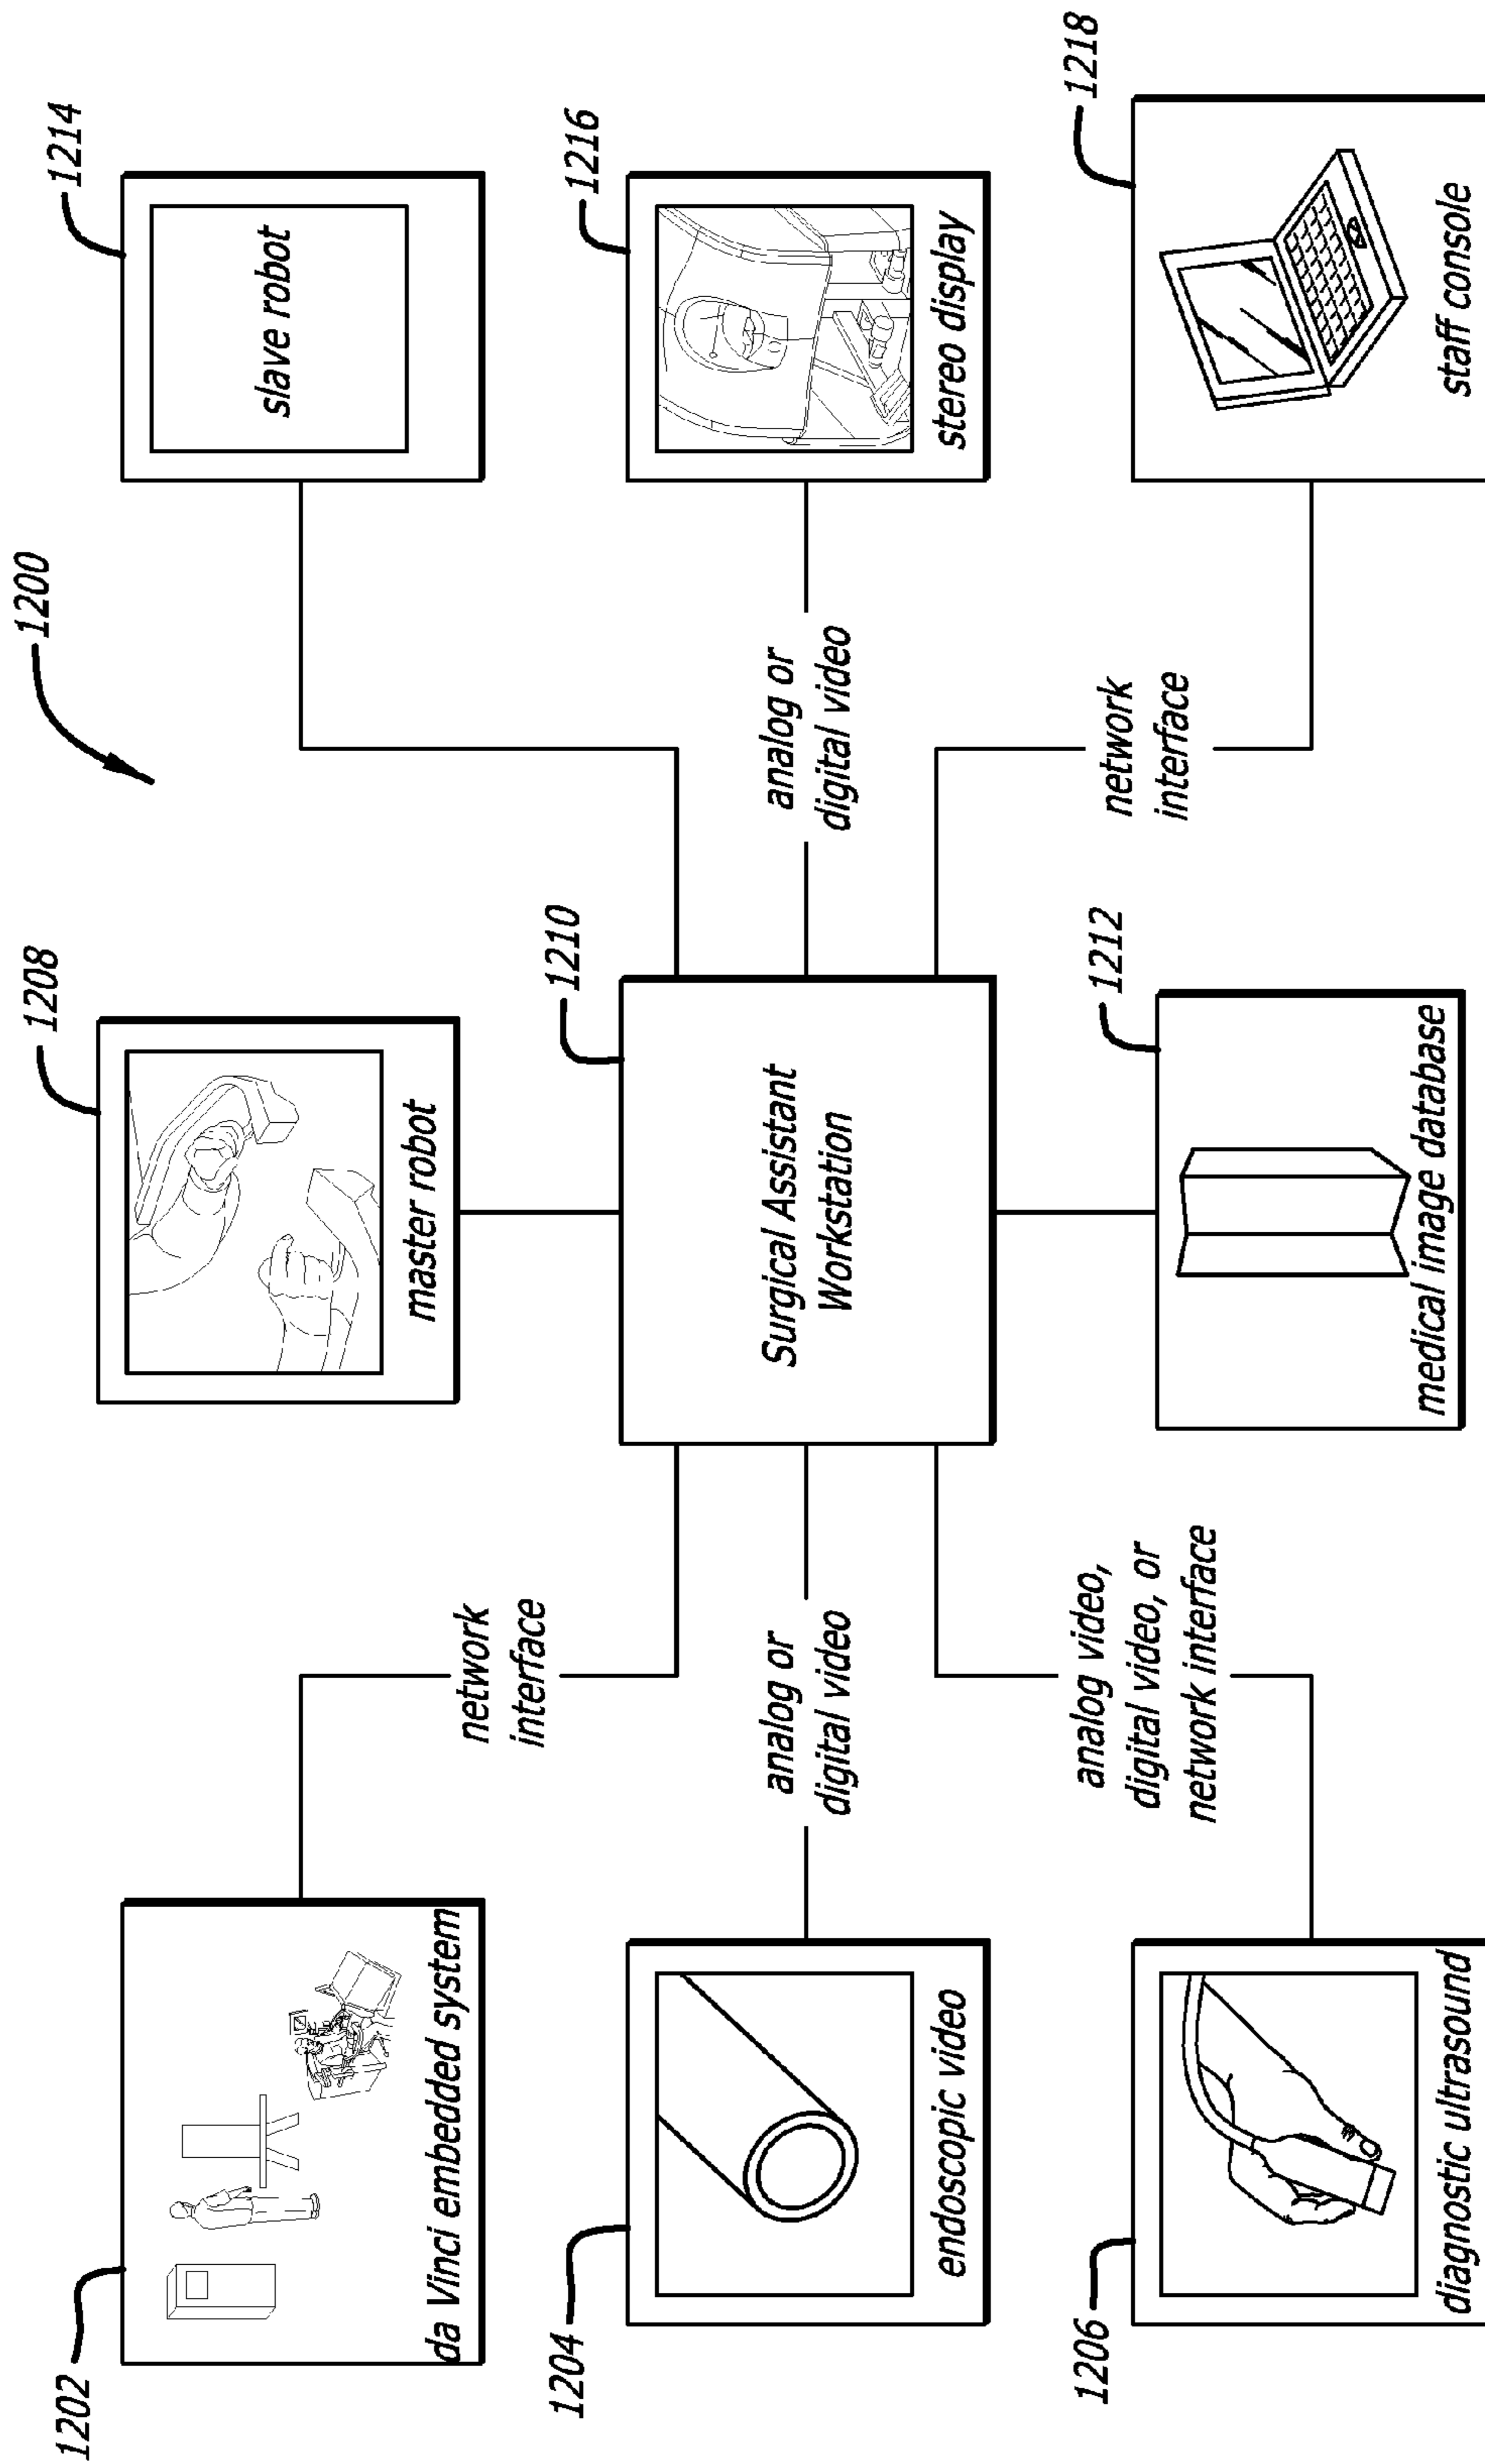 1200
1202
da Vinci embedded system
1208
master robot
1214
slave robot
network
interface
1204
endoscopic video
analog or
digital video
1210
Surgical Assistant
Workstation
analog or
digital video
1216
stereo display
1206
diagnostic ultrasound
analog video,
digital video, or
network interface
1212
medical image database
network
interface
1218
staff console